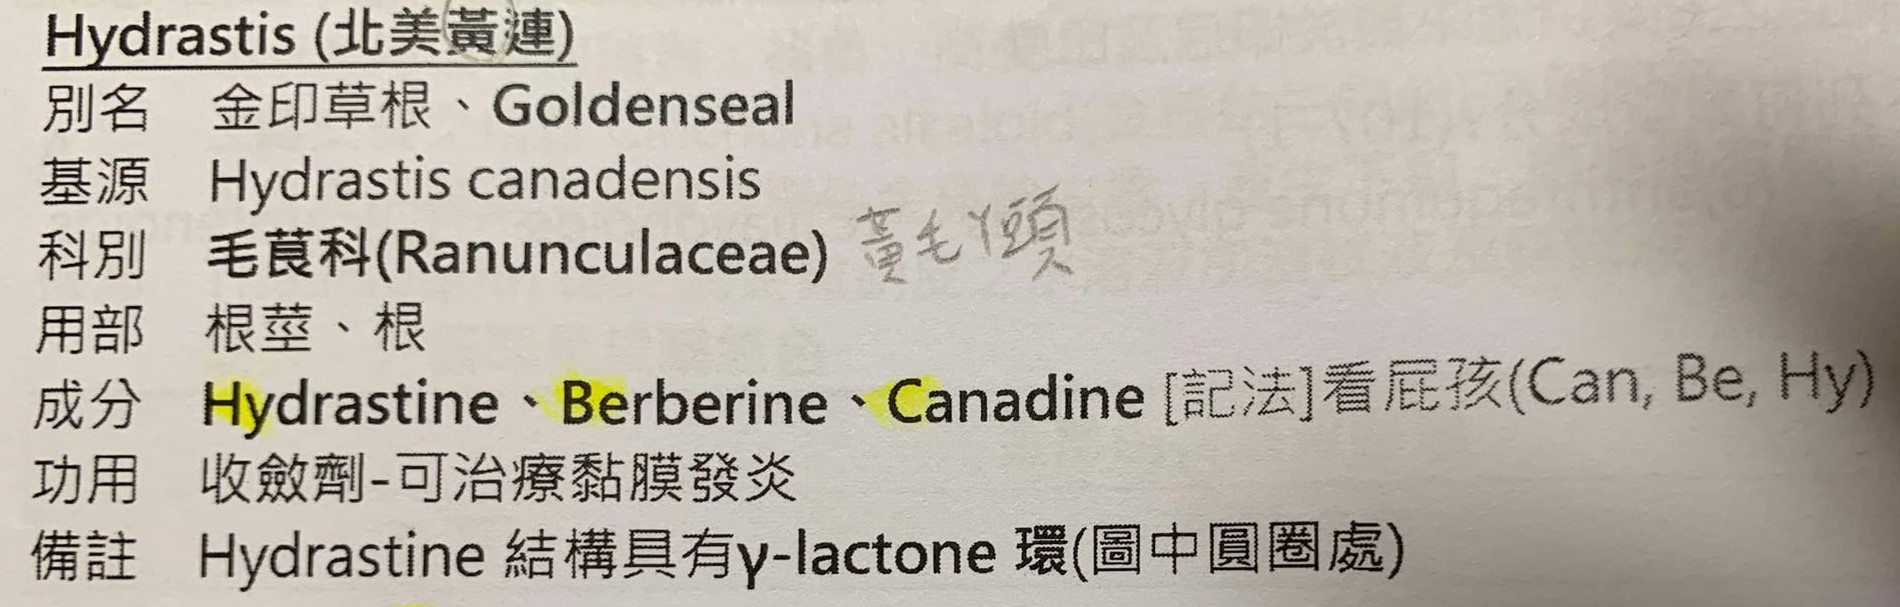 Hydrastis (北美黃連)
別名 金印草根、Goldenseal
基源 Hydrastis canadensis
科別 毛茛科(Ranunculaceae) 黃毛丫頭
用部 根莖、根
成分 Hydrastine、Berberine、Canadine [記法]看屁孩(Can, Be, Hy)
功用 收斂劑-可治療黏膜發炎
備註 Hydrastine 結構具有γ-lactone 環(圖中圓圈處)